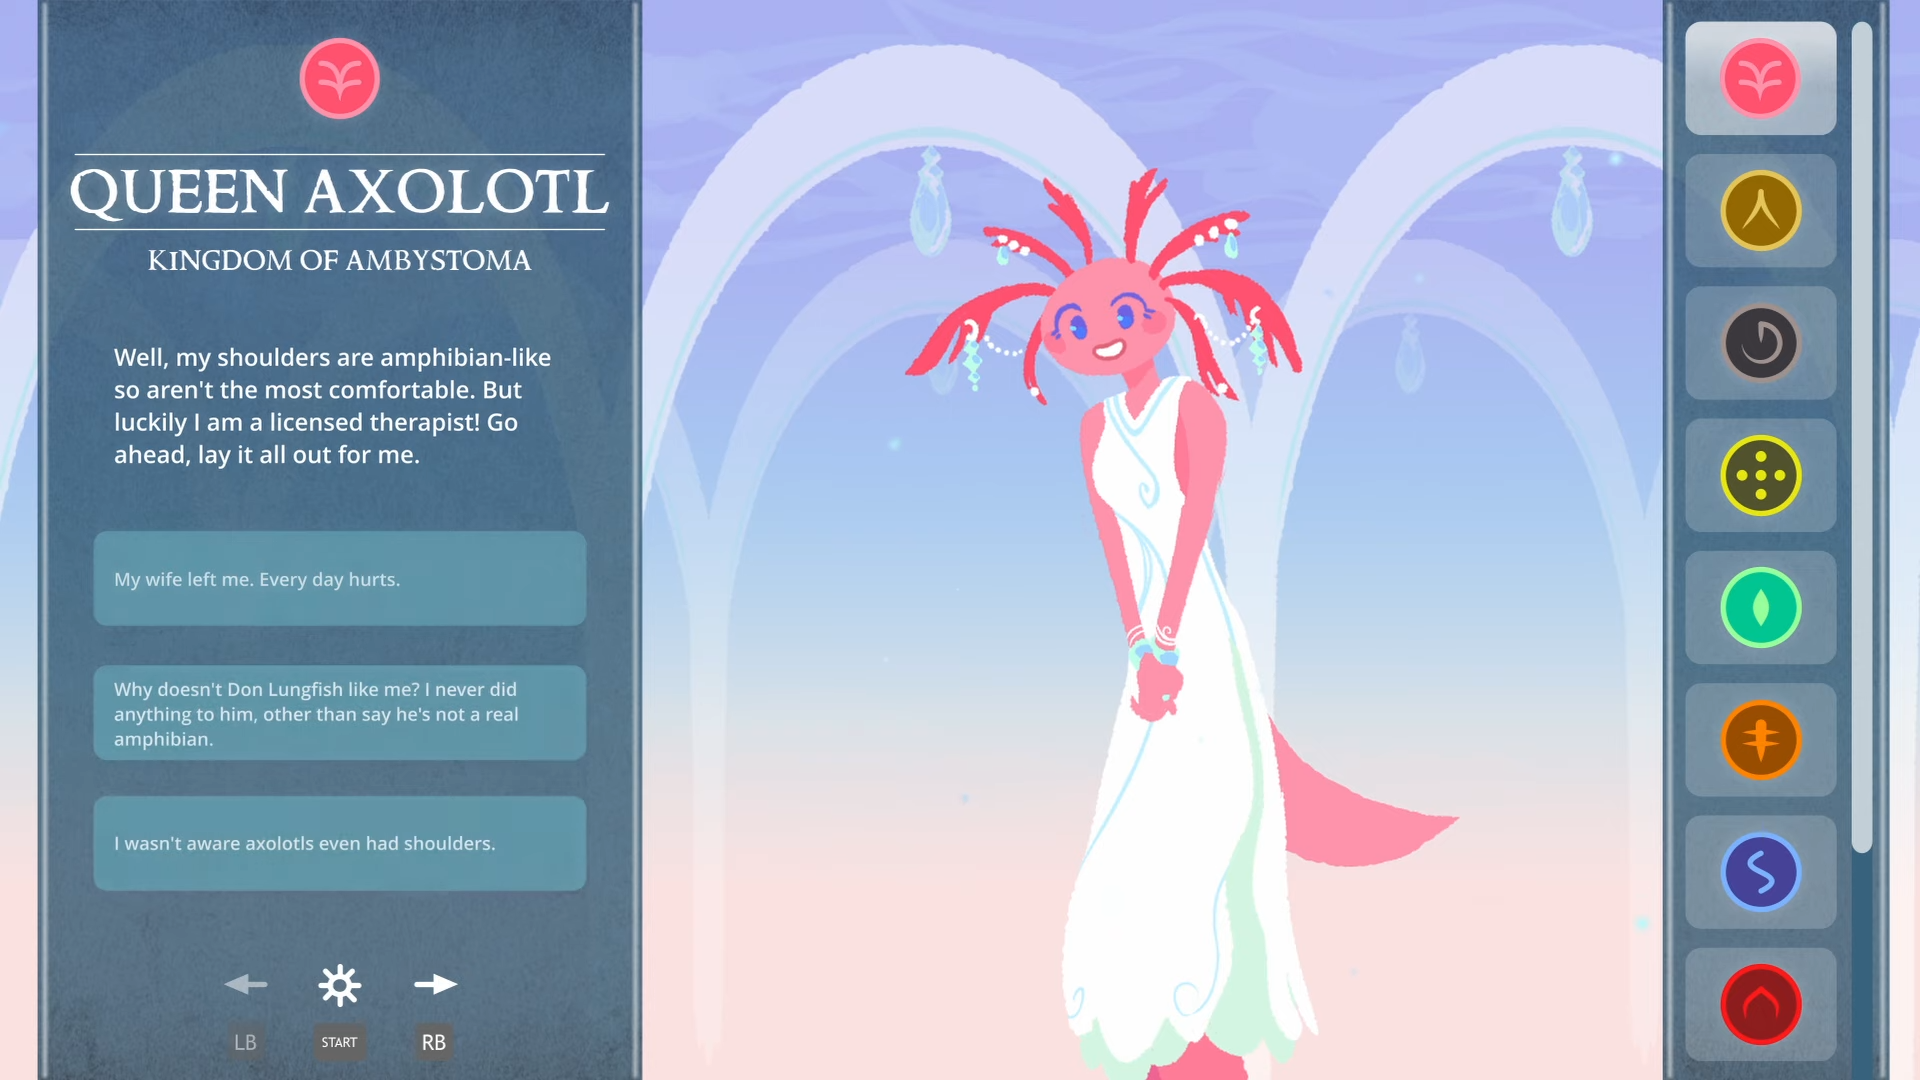 QUEEN AXOLOTL
KINGDOM OF AMBYSTOMA
Well, my shoulders are amphibian-like
so aren't the most comfortable. But
luckily I am a licensed therapist! Go
ahead, lay it all out for me.
My wife left me. Every day hurts.
Why doesn't Don Lungfish like me? I never did
anything to him, other than say he's not a real
amphibian.
I wasn't aware axolotls even had shoulders.
LB START RB